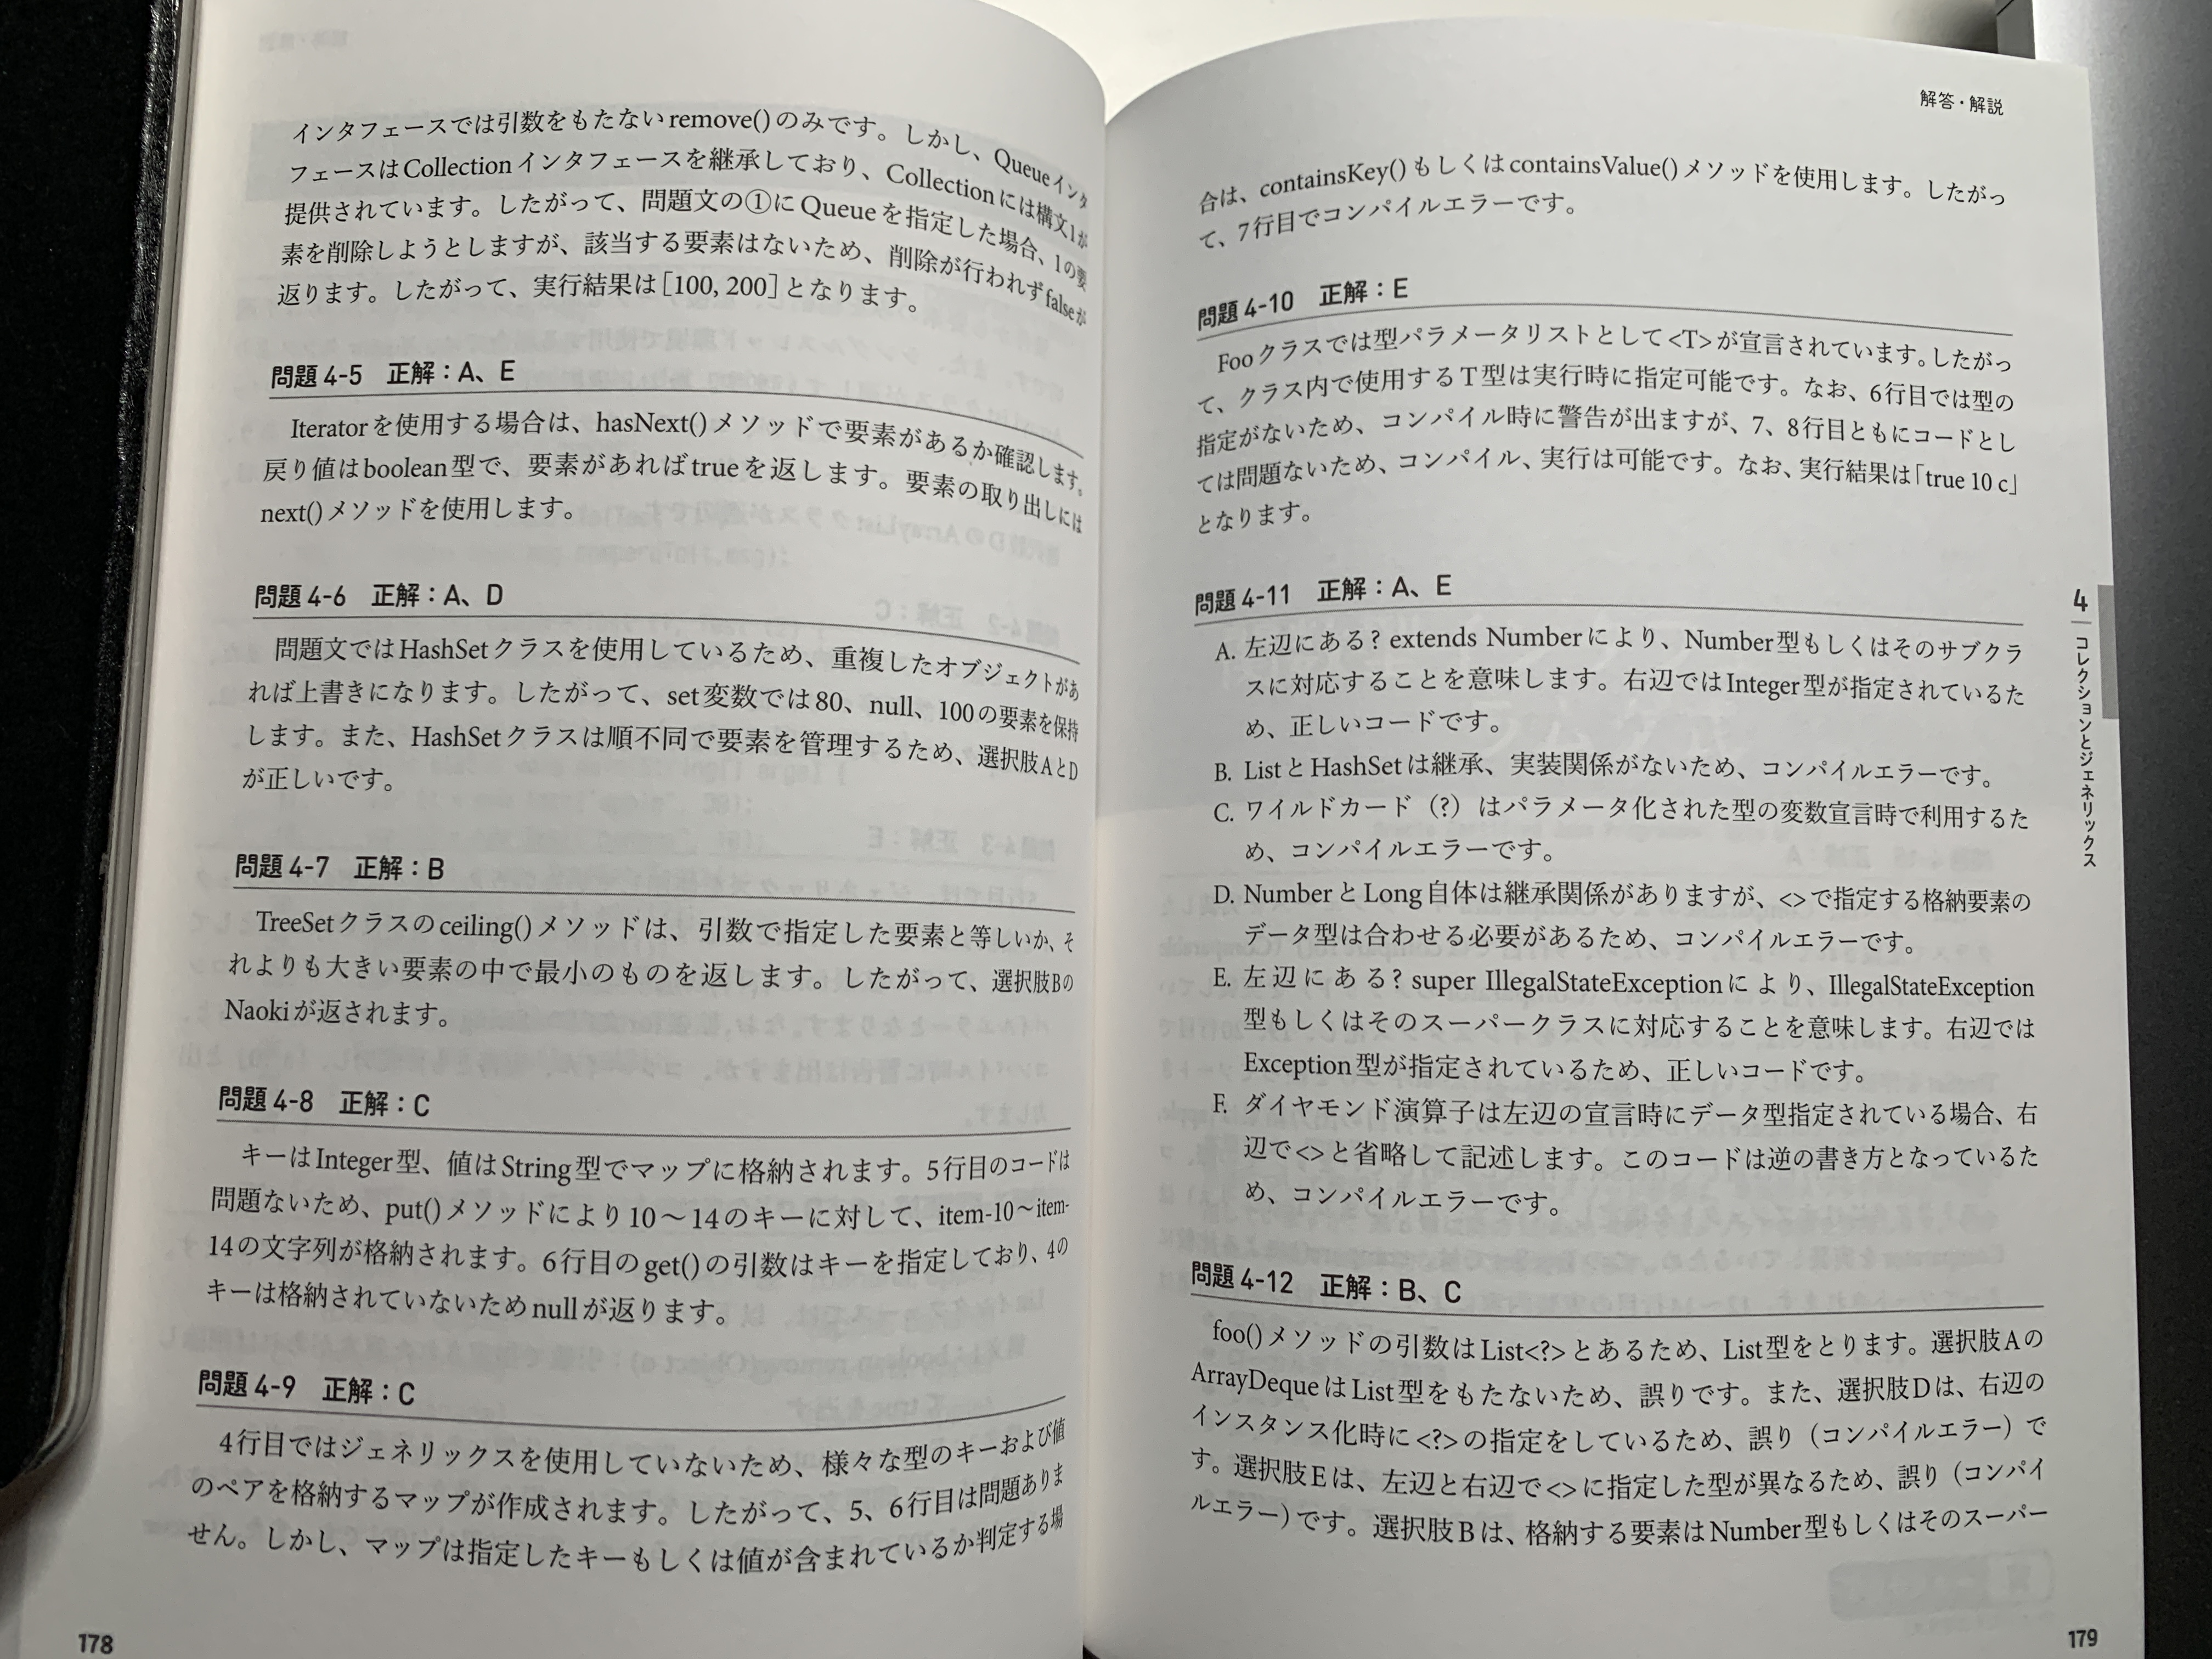 インタフェースでは引数をもたないremove()のみです。しかし、Queueインタ
フェースはCollectionインタフェースを継承しており、Collectionには構文1が
提供されています。したがって、問題文の①にQueueを指定した場合、1の要
素を削除しようとしますが、該当する要素はないため、削除が行われずfalseが
返ります。したがって、実行結果は[100, 200]となります。
問題 4-5 正解：A、E
Iteratorを使用する場合は、hasNext()メソッドで要素があるか確認します。
戻り値はboolean型で、要素があればtrueを返します。要素の取り出しには
next()メソッドを使用します。
問題 4-6 正解：A、D
問題文ではHashSetクラスを使用しているため、重複したオブジェクトがあ
れば上書きになります。したがって、set変数では80、null、100の要素を保持
します。また、HashSetクラスは順不同で要素を管理するため、選択肢AとD
が正しいです。
問題 4-7 正解：B
TreeSetクラスのceiling()メソッドは、引数で指定した要素と等しいか、そ
れよりも大きい要素の中で最小のものを返します。したがって、選択肢Bの
Naokiが返されます。
問題 4-8 正解：C
キーはInteger型、値はString型でマップに格納されます。5行目のコードは
問題ないため、put()メソッドにより10～14のキーに対して、item-10～item-
14の文字列が格納されます。6行目のget()の引数はキーを指定しており、4の
キーは格納されていないためnullが返ります。
問題 4-9 正解：C
4行目ではジェネリックスを使用していないため、様々な型のキーおよび値
のペアを格納するマップが作成されます。したがって、5、6行目は問題ありま
せん。しかし、マップは指定したキーもしくは値が含まれているか判定する場
178
解答・解説
合は、containsKey()もしくはcontainsValue()メソッドを使用します。したがっ
て、7行目でコンパイルエラーです。
問題 4-10 正解：E
Fooクラスでは型パラメータリストとして<T>が宣言されています。したがっ
て、クラス内で使用するT型は実行時に指定可能です。なお、6行目では型の
指定がないため、コンパイル時に警告が出ますが、7、8行目ともにコードとし
ては問題ないため、コンパイル、実行は可能です。なお、実行結果は「true 10 c」
となります。
問題 4-11 正解：A、E
A. 左辺にある? extends Numberにより、Number型もしくはそのサブクラ
スに対応することを意味します。右辺ではInteger型が指定されているた
め、正しいコードです。
B. ListとHashSetは継承、実装関係がないため、コンパイルエラーです。
C. ワイルドカード（?）はパラメータ化された型の変数宣言時で利用するた
め、コンパイルエラーです。
D. NumberとLong自体は継承関係がありますが、<>で指定する格納要素の
データ型は合わせる必要があるため、コンパイルエラーです。
E. 左辺にある? super IllegalStateExceptionにより、IllegalStateException
型もしくはそのスーパークラスに対応することを意味します。右辺では
Exception型が指定されているため、正しいコードです。
F. ダイヤモンド演算子は左辺の宣言時にデータ型指定されている場合、右
辺で<>と省略して記述します。このコードは逆の書き方となっているた
め、コンパイルエラーです。
問題 4-12 正解：B、C
foo()メソッドの引数はList<?>とあるため、List型をとります。選択肢Aの
ArrayDequeはList型をもたないため、誤りです。また、選択肢Dは、右辺の
インスタンス化時に<?>の指定をしているため、誤り（コンパイルエラー）で
す。選択肢Eは、左辺と右辺で<>に指定した型が異なるため、誤り（コンパイ
ルエラー）です。選択肢Bは、格納する要素はNumber型もしくはそのスーパー
4
コレクションとジェネリックス
179